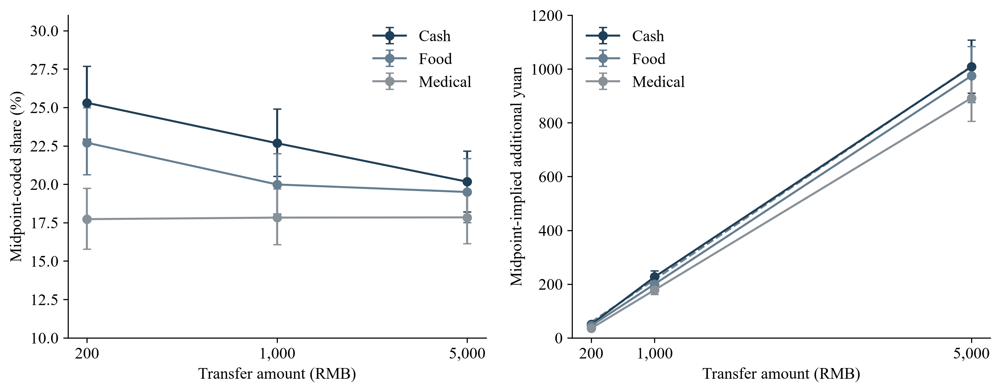 Midpoint-coded share (%)
30.0
27.5
25.0
22.5
20.0
17.5
15.0
12.5
10.0
Cash
Food
Medical
200
1,000
5,000
Transfer amount (RMB)
Midpoint-implied additional yuan
1200
1000
800
600
400
200
0
Cash
Food
Medical
200
1,000
5,000
Transfer amount (RMB)